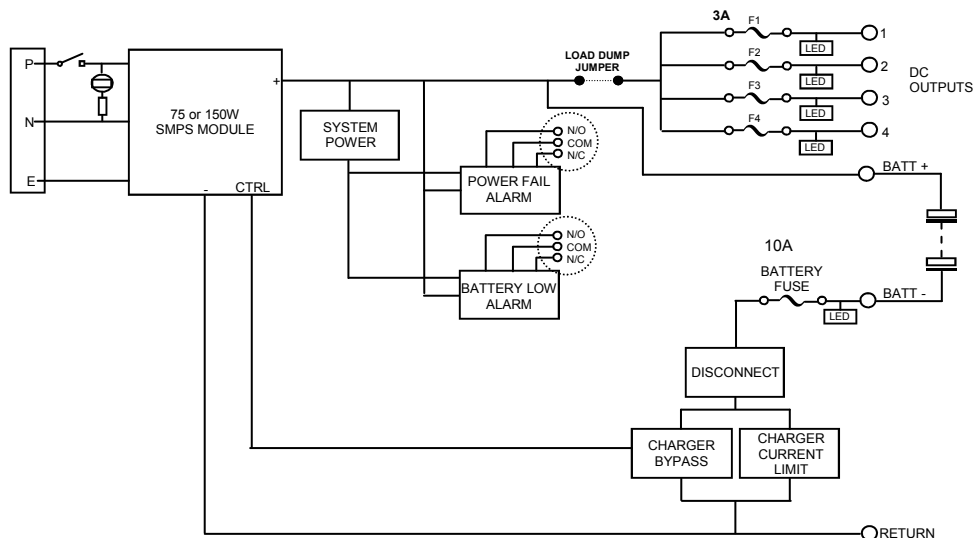 P
N
E
75 or 150W
SMPS MODULE
+
-
CTRL
SYSTEM
POWER
N/O
COM
N/C
POWER FAIL
ALARM
N/O
COM
N/C
BATTERY LOW
ALARM
LOAD DUMP
JUMPER
3A
F1
LED
1
F2
LED
2
F3
LED
3
F4
LED
4
DC
OUTPUTS
BATT +
10A
BATTERY
FUSE
LED
BATT -
DISCONNECT
CHARGER
BYPASS
CHARGER
CURRENT
LIMIT
RETURN